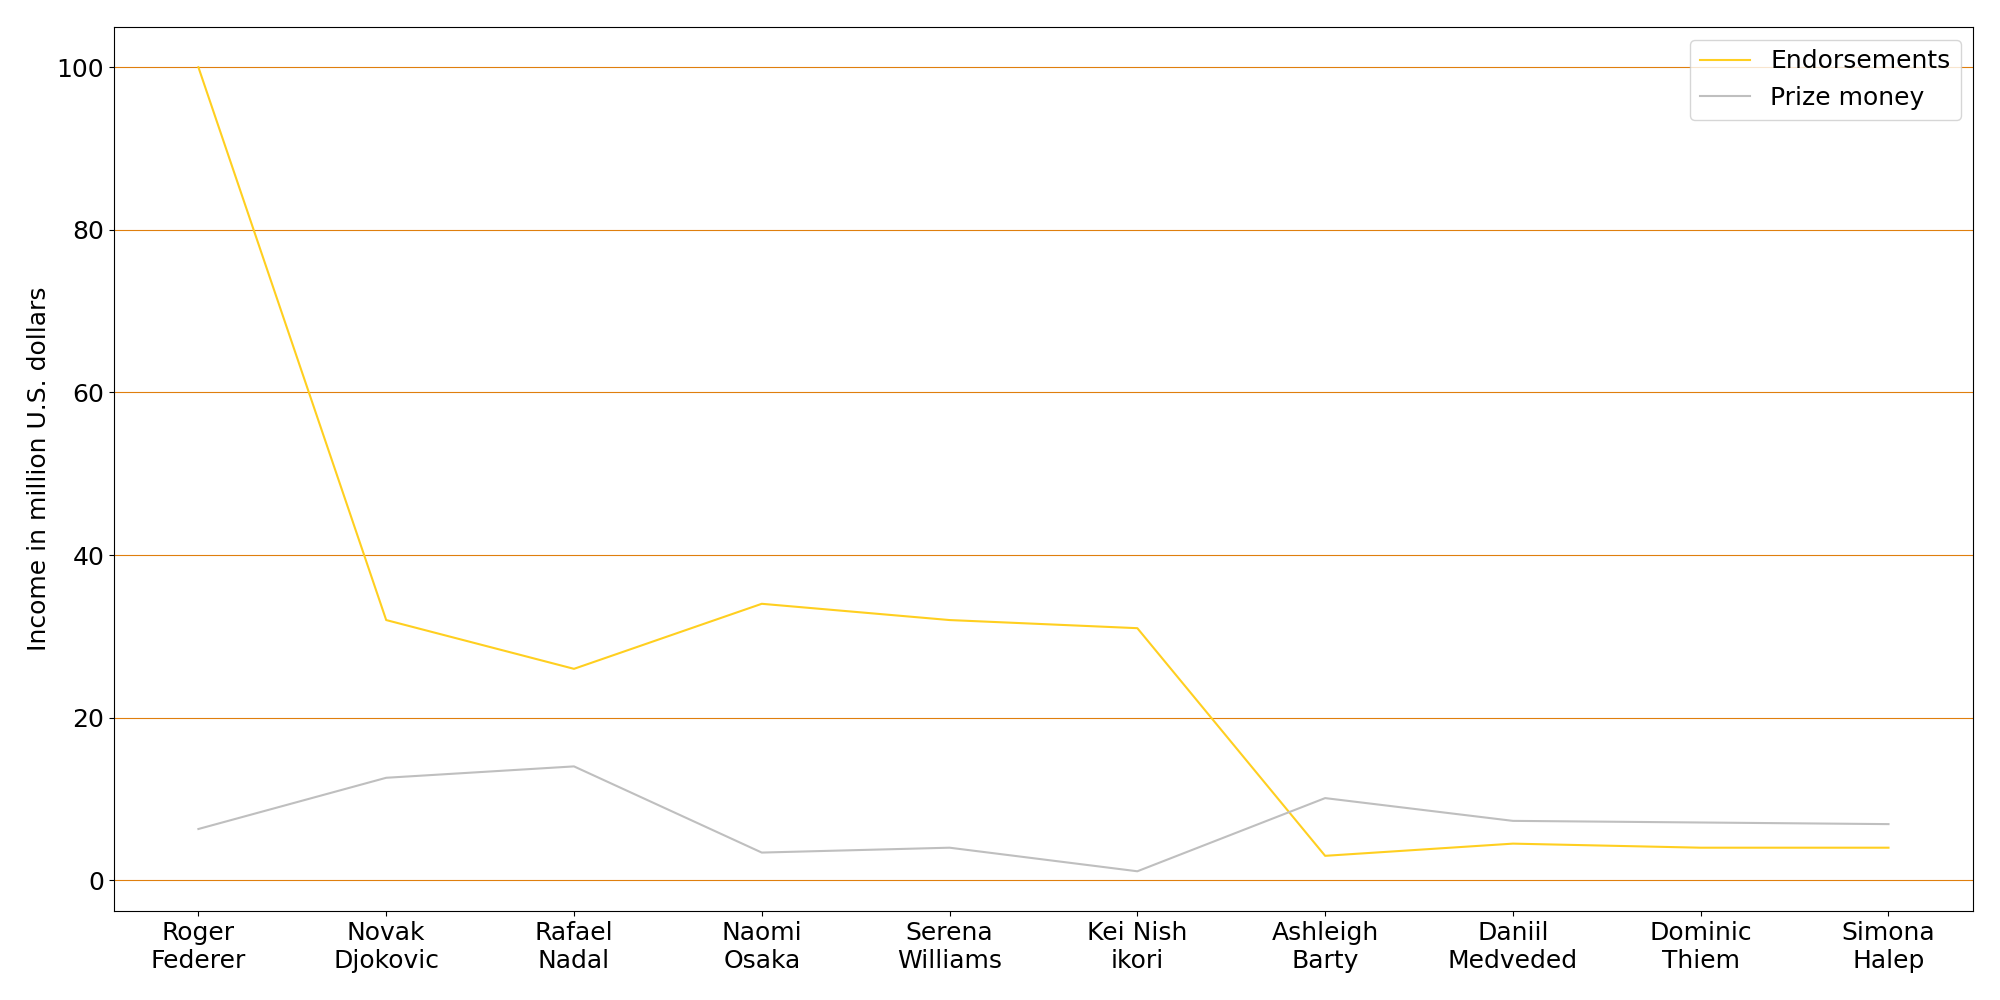 Endorsements
Prize money
Income in million U.S. dollars
100
80
60
40
20
0
Roger
Federer
Novak
Djokovic
Rafael
Nadal
Naomi
Osaka
Serena
Williams
Kei Nish
ikori
Ashleigh
Barty
Daniil
Medveded
Dominic
Thiem
Simona
Halep